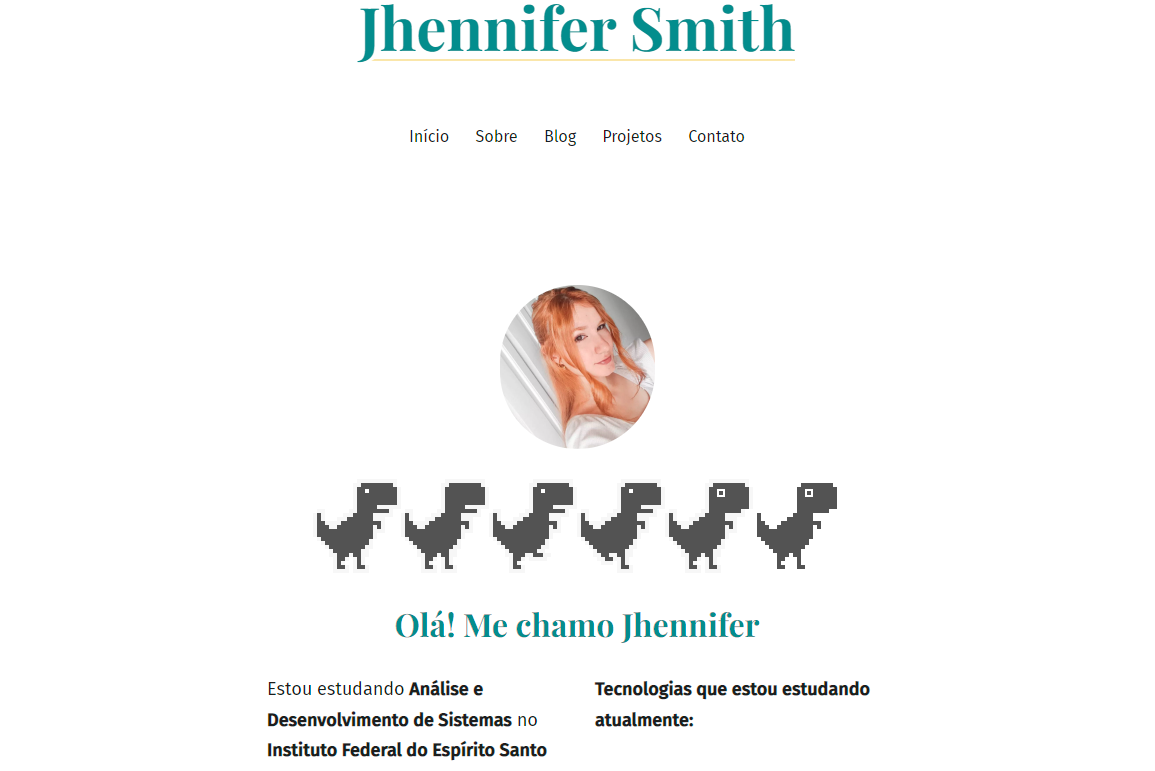 Jhennifer Smith
Início Sobre Blog Projetos Contato
Olá! Me chamo Jhennifer
Estou estudando Análise e
Desenvolvimento de Sistemas no
Instituto Federal do Espírito Santo
Tecnologias que estou estudando
atualmente: